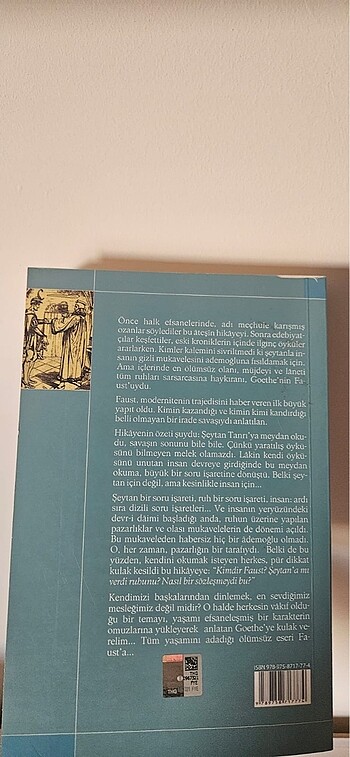 Önce halk efsanelerinde, adı meçhule karışmış
ozanlar söylediler bu ateşin hikâyeyi. Sonra edebiyat-
çılar keşfettiler, eski kroniklerin içinde ilginç öyküler
ararlarken. Kimler kalemini sivriltmedi ki şeytanla in-
sanın gizli mukavelesini âdemoğluna fısıldamak için.
Ama içlerinde en ölümsüz olanı, müjdeyi ve lâneti
tüm ruhları sarsarcasına haykıranı, Goethe'nin Fa-
ust'uydu.
Faust, modernitenin trajedisini haber veren ilk büyük
yapıt oldu. Kimin kazandığı ve kimin kimi kandırdığı
belli olmayan bir irade savaşıydı anlatılan.
Hikâyenin özeti şuydu: Şeytan Tanrı'ya meydan oku-
du, savaşın sonunu bile bile. Çünkü yaratılış öykü-
sünü bilmeyen melek olamazdı. Lâkin kendi öykü-
sünü unutan insan devreye girdiğinde bu meydan
okuma, büyük bir soru işaretine dönüştü. Belki şey-
tan için değil, ama kesinlikle insan için...
Şeytan bir soru işareti, ruh bir soru işareti, insan: ardı
sıra dizili soru işaretleri... Ve insanın yeryüzündeki
devr-i daimi başladığı anda, ruhun üzerine yapılan
pazarlıklar ve olası mukavelelerin de dönemi açıldı.
Bu mukaveleden habersiz hiç bir âdemoğlu olmadı.
O, her zaman, pazarlığın bir tarafıydı. Belki de bu
yüzden, kendini okumak isteyen herkes, pür dikkat
kulak kesildi bu hikâyeye: "Kimdir Faust? Şeytan'a mı
verdi ruhunu? Nasıl bir sözleşmeydi bu?"
Kendimizi başkalarından dinlemek, en sevdiğimiz
mesleğimiz değil midir? O halde herkesin vâkıf oldu-
ğu bir temayı, yaşamı efsaneleşmiş bir karakterin
omuzlarına yükleyerek anlatan Goethe'ye kulak ve-
relim... Tüm yaşamını adadığı ölümsüz eseri Fa-
ust'a...
ISBN 978-975-8717-77-4
9 789758 717774